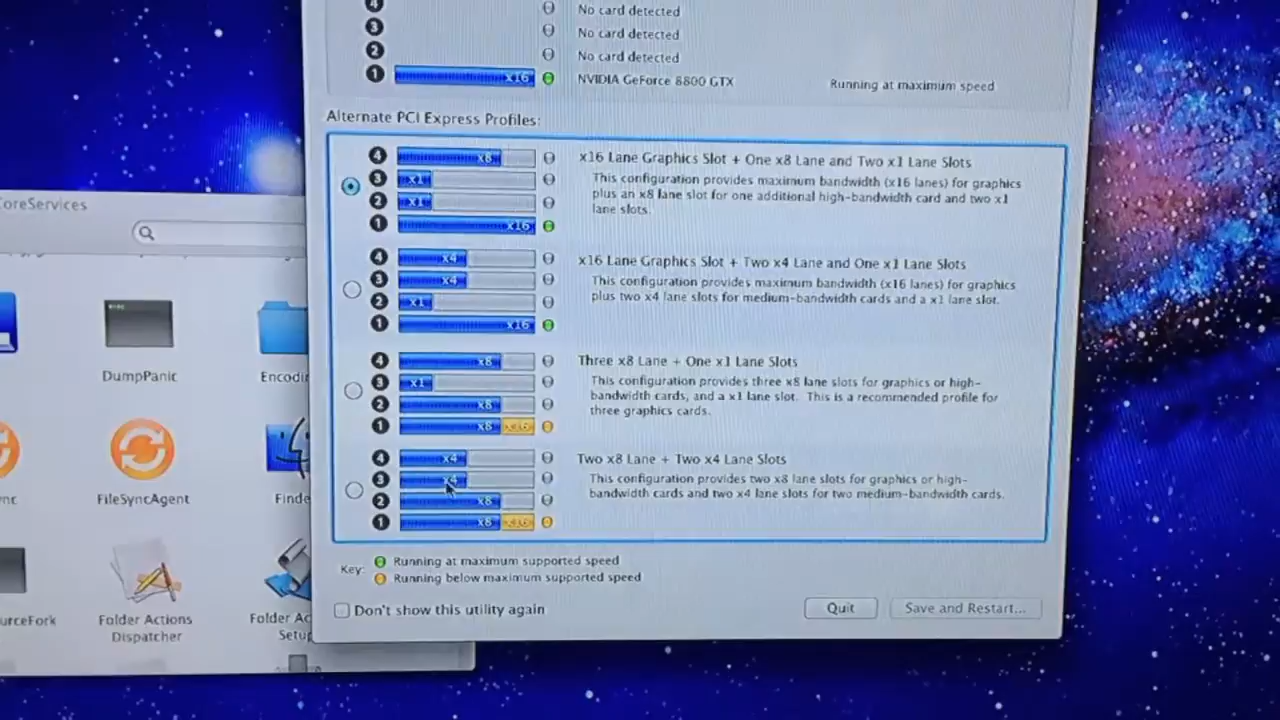 4
No card detected
3
No card detected
2
No card detected
1
x16
NVIDIA GeForce 8800 GTX
Running at maximum speed
Alternate PCI Express Profiles:
4
x8
x16 Lane Graphics Slot + One x8 Lane and Two x1 Lane Slots
3
x1
This configuration provides maximum bandwidth (x16 lanes) for graphics
2
x1
plus an x8 lane slot for one additional high-bandwidth card and two x1
lane slots.
1
x16
4
x4
x16 Lane Graphics Slot + Two x4 Lane and One x1 Lane Slots
3
x4
This configuration provides maximum bandwidth (x16 lanes) for graphics
2
x1
plus two x4 lane slots for medium-bandwidth cards and a x1 lane slot.
1
x16
4
x8
Three x8 Lane + One x1 Lane Slots
3
x1
This configuration provides three x8 lane slots for graphics or high-
2
x8
bandwidth cards, and a x1 lane slot. This is a recommended profile for
three graphics cards.
1
x8
x16
4
x4
Two x8 Lane + Two x4 Lane Slots
3
x4
This configuration provides two x8 lane slots for graphics or high-
2
x8
bandwidth cards and two x4 lane slots for two medium-bandwidth cards.
1
x8
x16
Key:
Running at maximum supported speed
Running below maximum supported speed
Don't show this utility again
Quit
Save and Restart...
CoreServices
DumpPanic
Encodin
nc
FileSyncAgent
Finde
urceFork
Folder Actions
Dispatcher
Folder Ac
Setu